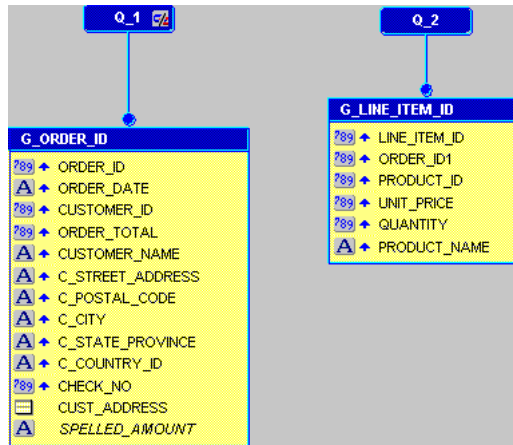 Q_1
G_ORDER_ID
789 ORDER_ID
A ORDER_DATE
789 CUSTOMER_ID
789 ORDER_TOTAL
A CUSTOMER_NAME
A C_STREET_ADDRESS
A C_POSTAL_CODE
A C_CITY
A C_STATE_PROVINCE
A C_COUNTRY_ID
789 CHECK_NO
CUST_ADDRESS
A SPELLED_AMOUNT
Q_2
G_LINE_ITEM_ID
789 LINE_ITEM_ID
789 ORDER_ID1
789 PRODUCT_ID
789 UNIT_PRICE
789 QUANTITY
A PRODUCT_NAME